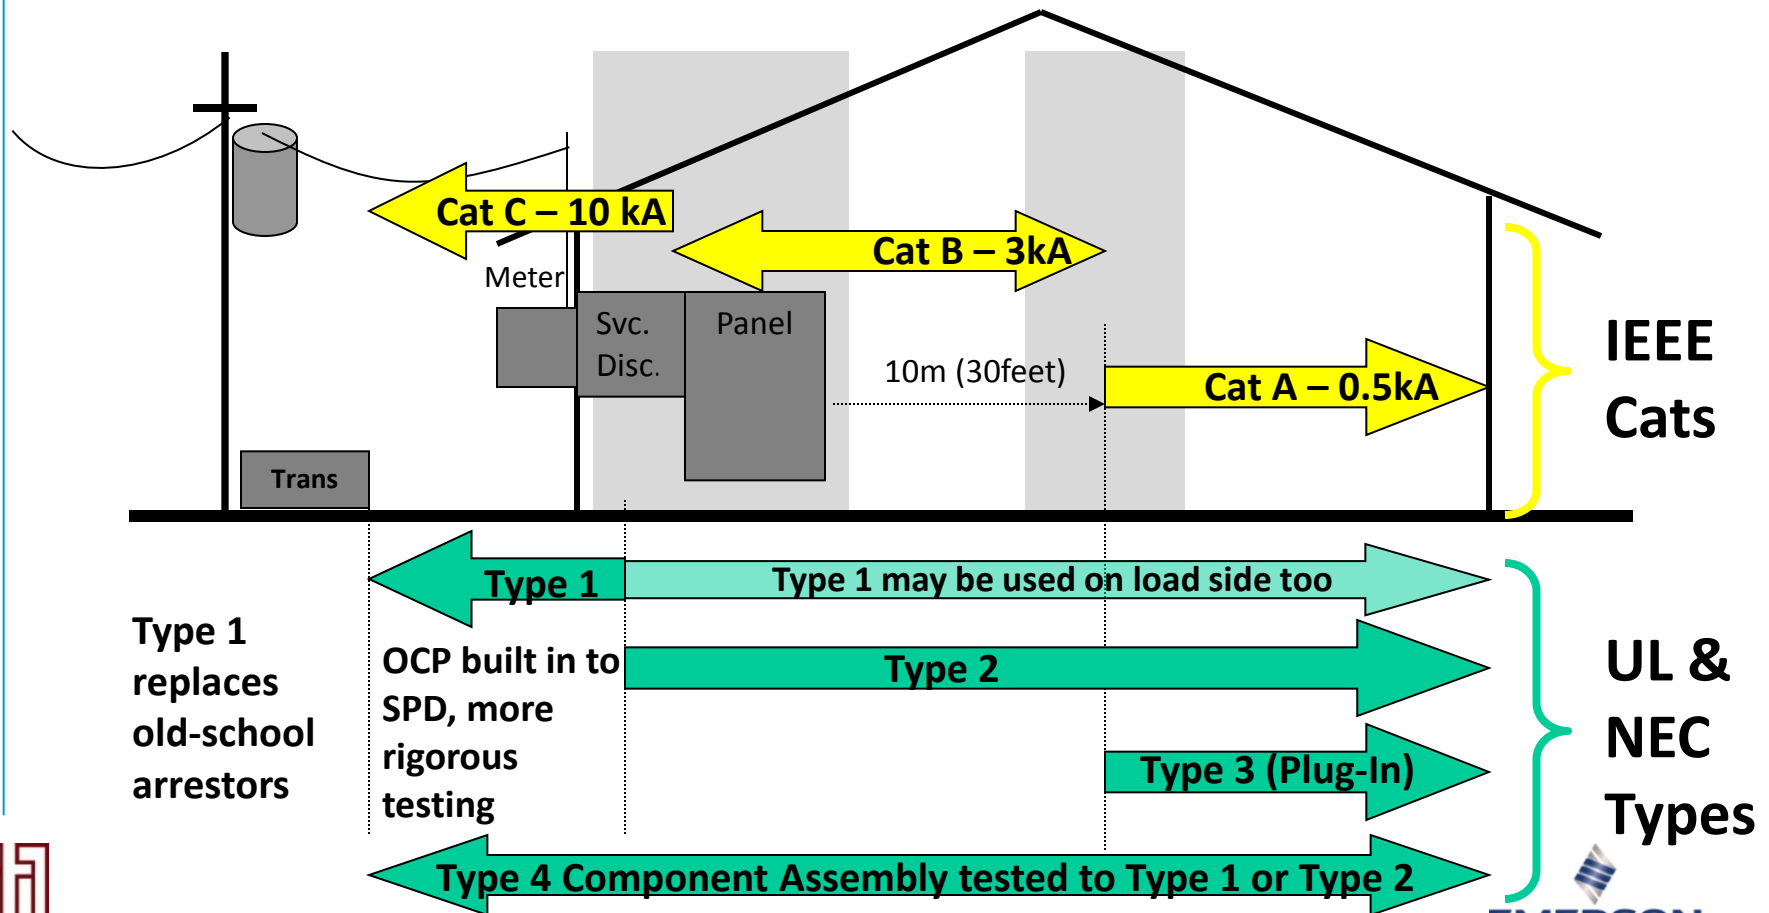 Cat C – 10 kA
Cat B – 3kA
Meter
Svc.
Disc.
Panel
10m (30feet)
Cat A – 0.5kA
IEEE
Cats
Trans
Type 1
Type 1 may be used on load side too
Type 1
replaces
old-school
arrestors
OCP built in to
SPD, more
rigorous
testing
Type 2
Type 3 (Plug-In)
Type 4 Component Assembly tested to Type 1 or Type 2
UL &
NEC
Types
EMERSON